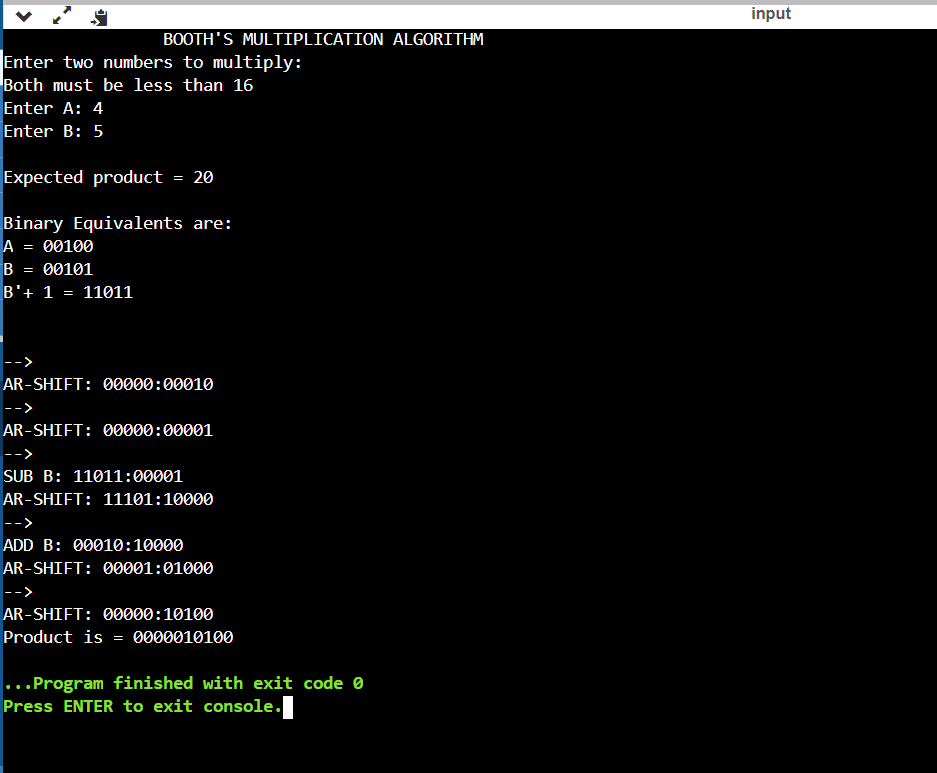 input
BOOTH'S MULTIPLICATION ALGORITHM
Enter two numbers to multiply:
Both must be less than 16
Enter A: 4
Enter B: 5
Expected product = 20
Binary Equivalents are:
A = 00100
B = 00101
B'+ 1 = 11011
-->
AR-SHIFT: 00000:00010
-->
AR-SHIFT: 00000:00001
-->
SUB B: 11011:00001
AR-SHIFT: 11101:10000
-->
ADD B: 00010:10000
AR-SHIFT: 00001:01000
-->
AR-SHIFT: 00000:10100
Product is = 0000010100
...Program finished with exit code 0
Press ENTER to exit console.